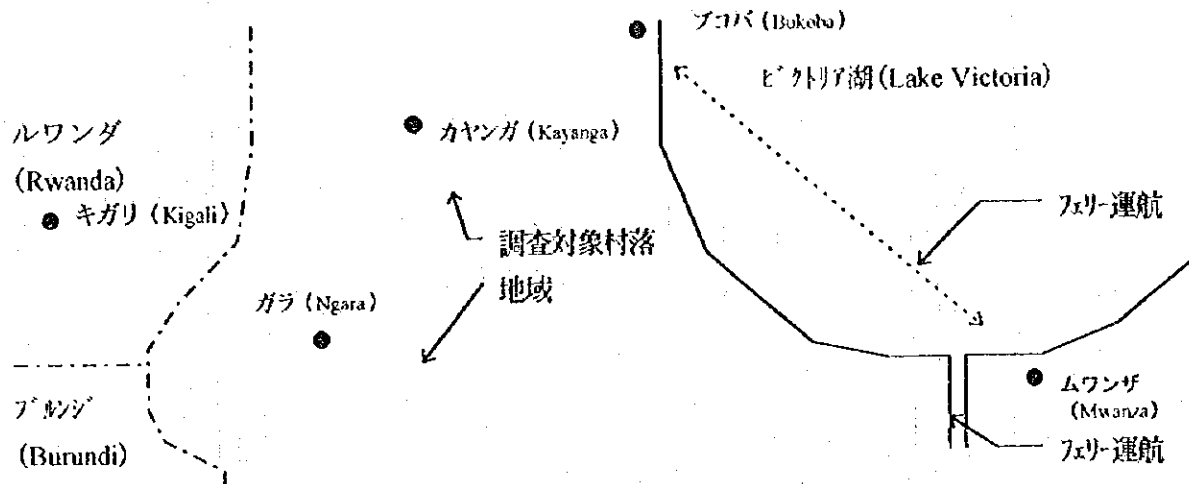 ブコバ (Bukoba)
ビクトリア湖 (Lake Victoria)
ルワンダ
(Rwanda)
カヤンガ (Kayanga)
キガリ (Kigali)
フェリー運航
調査対象村落
地域
ガラ (Ngara)
ムワンザ
(Mwanza)
ブルンジ
(Burundi)
フェリー運航